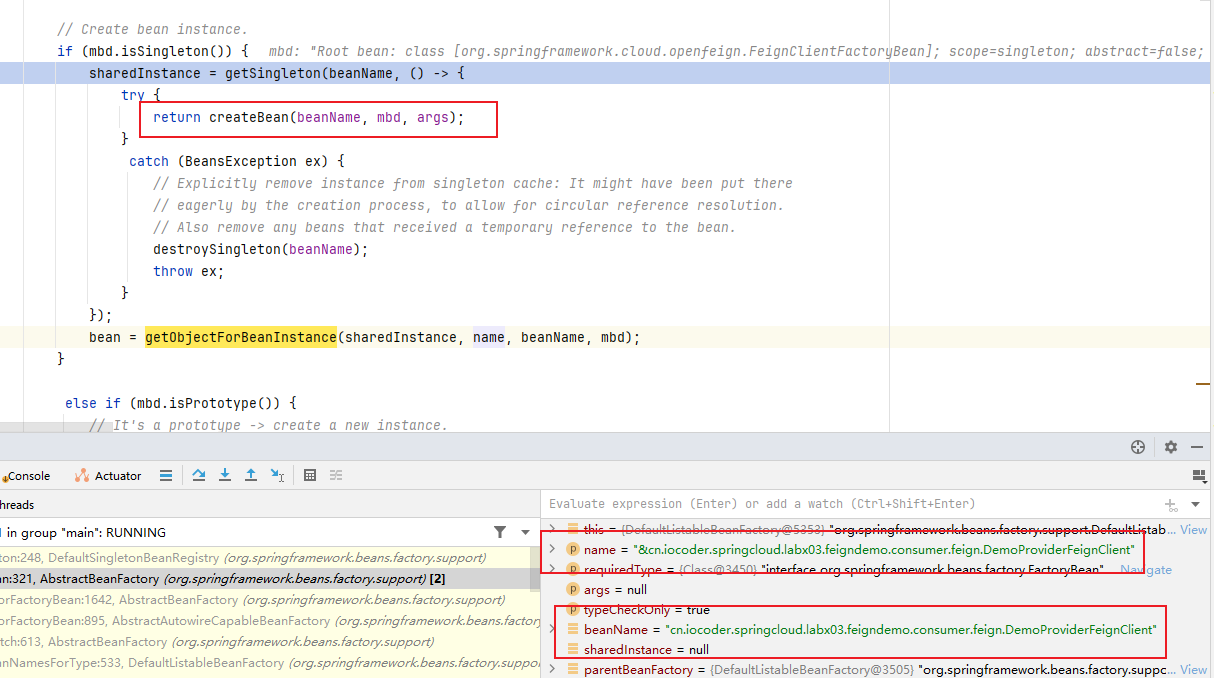 // Create bean instance.
if (mbd.isSingleton()) { mbd: "Root bean: class [org.springframework.cloud.openfeign.FeignClientFactoryBean]; scope=singleton; abstract=false;
sharedInstance = getSingleton(beanName, () -> {
try {
return createBean(beanName, mbd, args);
}
catch (BeansException ex) {
// Explicitly remove instance from singleton cache: It might have been put there
// eagerly by the creation process, to allow for circular reference resolution.
// Also remove any beans that received a temporary reference to the bean.
destroySingleton(beanName);
throw ex;
}
});
bean = getObjectForBeanInstance(sharedInstance, name, beanName, mbd);
}
else if (mbd.isPrototype()) {
// It's a prototype -> create a new instance.
Console Actuator
hreads
in group "main": RUNNING
ton:248, DefaultSingletonBeanRegistry (org.springframework.beans.factory.support)
an:321, AbstractBeanFactory (org.springframework.beans.factory.support) [2]
orFactoryBean:1642, AbstractBeanFactory (org.springframework.beans.factory.support)
orFactoryBean:895, AbstractAutowireCapableBeanFactory (org.springframework.beans.factory
tch:613, AbstractBeanFactory (org.springframework.beans.factory.support)
anNamesForType:533, DefaultListableBeanFactory (org.springframework.beans.factory.suppo
Evaluate expression (Enter) or add a watch (Ctrl+Shift+Enter)
this = {DefaultListableBeanFactory@5353} "org.springframework.beans.factory.support.DefaultListab... View
name = "&cn.iocoder.springcloud.labx03.feigndemo.consumer.feign.DemoProviderFeignClient"
requiredType = {Class@3450} "interface org.springframework.beans.factory.FactoryBean" ... Navigate
args = null
typeCheckOnly = true
beanName = "cn.iocoder.springcloud.labx03.feigndemo.consumer.feign.DemoProviderFeignClient"
sharedInstance = null
parentBeanFactory = {DefaultListableBeanFactory@3505} "org.springframework.beans.factory.suppc... View